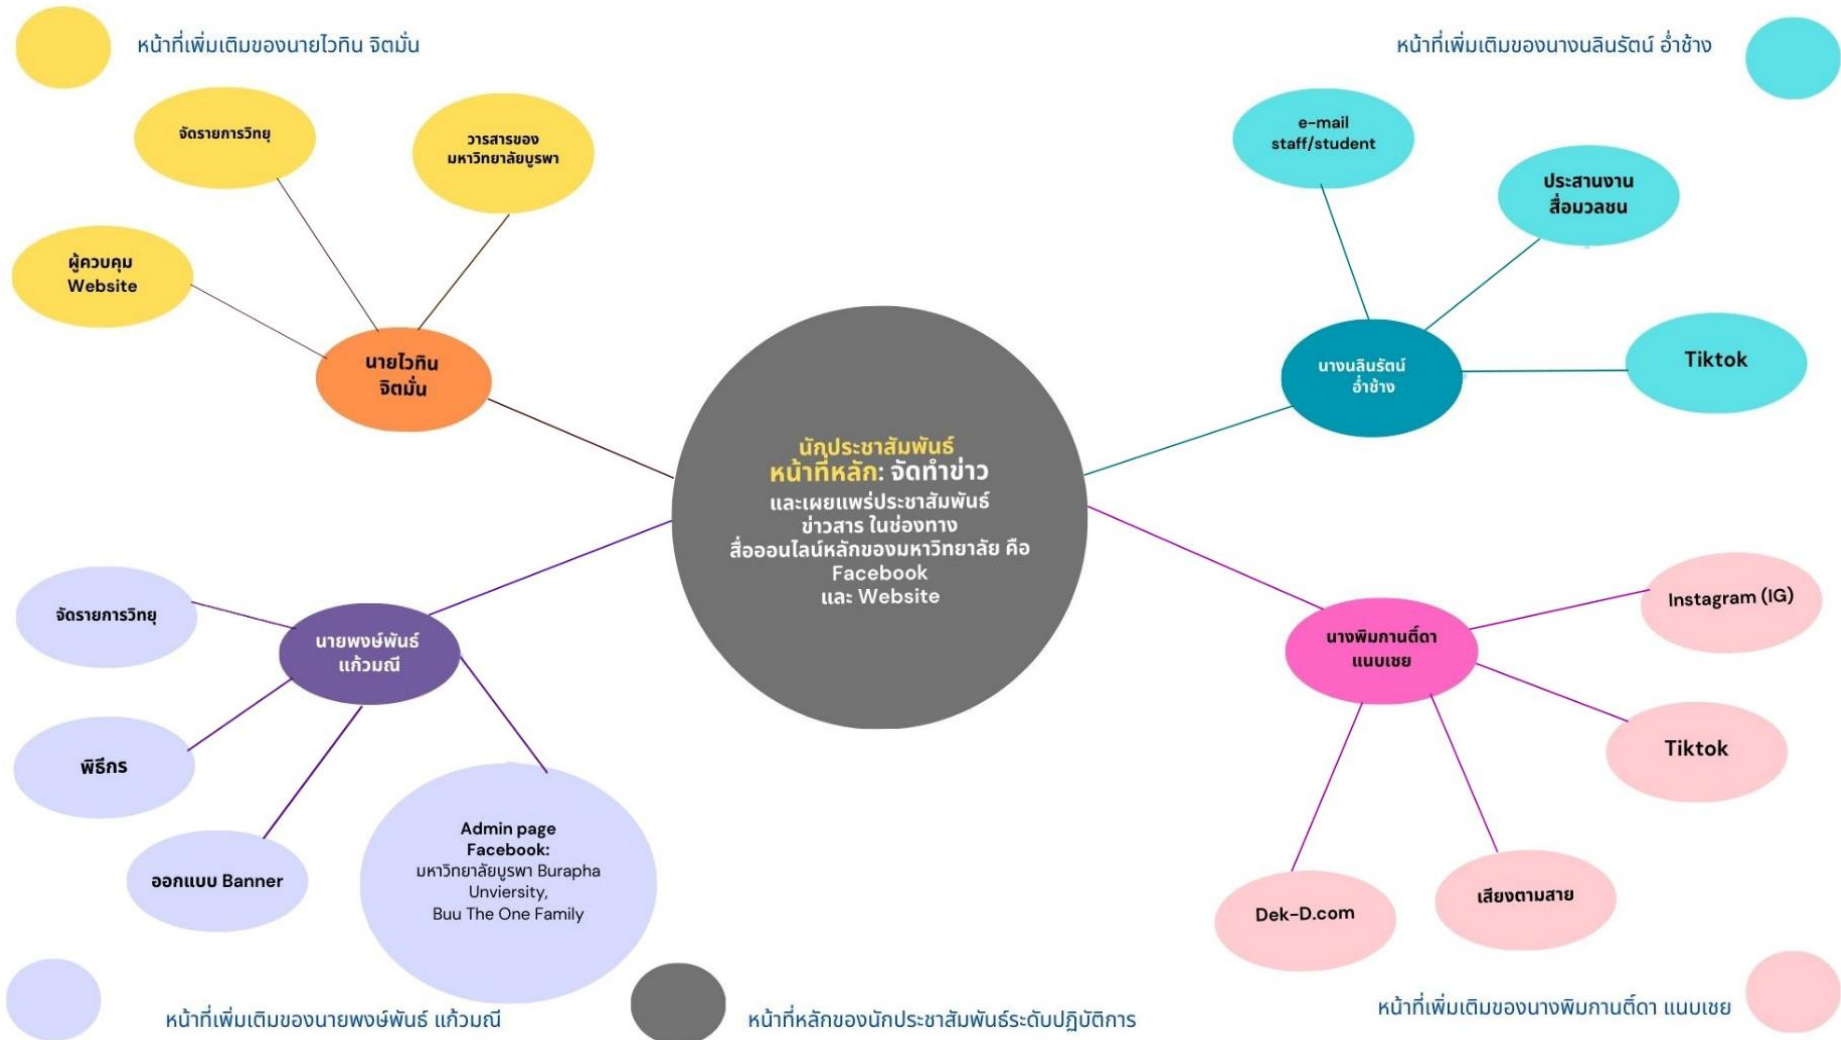 หน้าที่เพิ่มเติมของนายไวทิน จิตมั่น
หน้าที่เพิ่มเติมของนางนลินรัตน์ อ่ำช้าง
จัดรายการวิทยุ
วารสารของ
มหาวิทยาลัยบูรพา
ผู้ควบคุม
Website
นายไวทิน
จิตมั่น
e-mail
staff/student
ประสานงาน
สื่อมวลชน
Tiktok
นางนลินรัตน์
อ่ำช้าง
นักประชาสัมพันธ์
หน้าที่หลัก: จัดทำข่าว
และเผยแพร่ประชาสัมพันธ์
ข่าวสาร ในช่องทาง
สื่อออนไลน์หลักของมหาวิทยาลัย คือ
Facebook
และ Website
จัดรายการวิทยุ
นายพงษ์พันธ์
แก้วมณี
พิธีกร
ออกแบบ Banner
Admin page
Facebook:
มหาวิทยาลัยบูรพา Burapha
Unviersity,
Buu The One Family
นางพิมกานติ์ดา
แนบเชย
Instagram (IG)
Tiktok
เสียงตามสาย
Dek-D.com
หน้าที่เพิ่มเติมของนายพงษ์พันธ์ แก้วมณี
หน้าที่หลักของนักประชาสัมพันธ์ระดับปฏิบัติการ
หน้าที่เพิ่มเติมของนางพิมกานติ์ดา แนบเชย